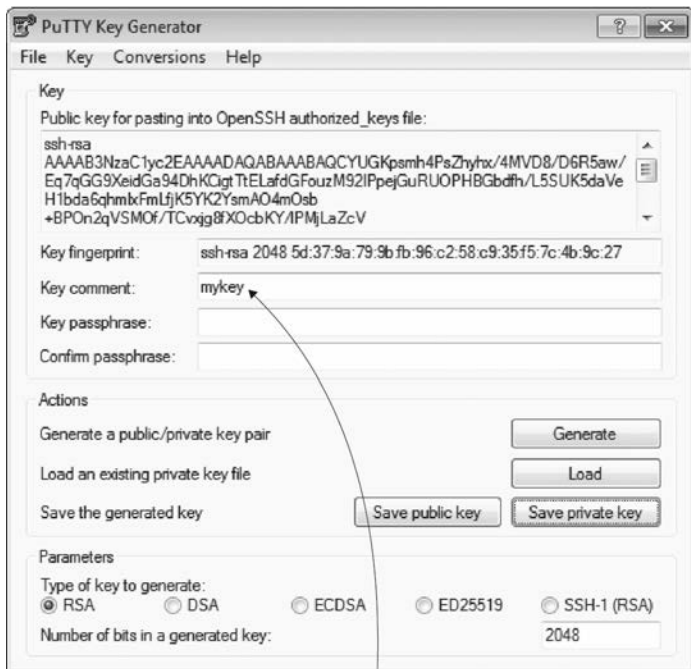 PuTTY Key Generator
File Key Conversions Help
Key
Public key for pasting into OpenSSH authorized_keys file:
ssh-rsa
AAAAB3NzaC1yc2EAAAADAQABAAABAQCYUGKpsmh4PsZhyhx/4MVD8/D6R5aw/
Eq7qGG9XeidGa94DhKCigtTtELafdGFouzM92IPpejGuRUOPHBGbdfh/L5SUK5daVe
H1bda6qhmIxFmLfjK5YK2YsmAO4mOsb
+BPOn2qVSMOf/TCvxjg8fXOcbKY/IPMjLaZcV
Key fingerprint: ssh-rsa 2048 5d:37:9a:79:9b:fb:96:c2:58:c9:35:f5:7c:4b:9c:27
Key comment: mykey
Key passphrase:
Confirm passphrase:
Actions
Generate a public/private key pair Generate
Load an existing private key file Load
Save the generated key Save public key Save private key
Parameters
Type of key to generate:
RSA DSA ECDSA ED25519 SSH-1 (RSA)
Number of bits in a generated key: 2048